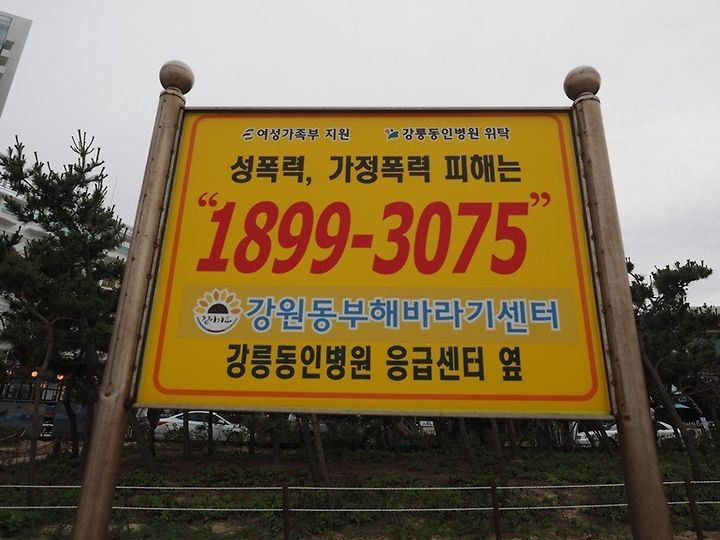 여성가족부 지원 강릉동인병원 위탁
성폭력, 가정폭력 피해는
“1899-3075”
강원동부해바라기센터
강릉동인병원 응급센터 옆